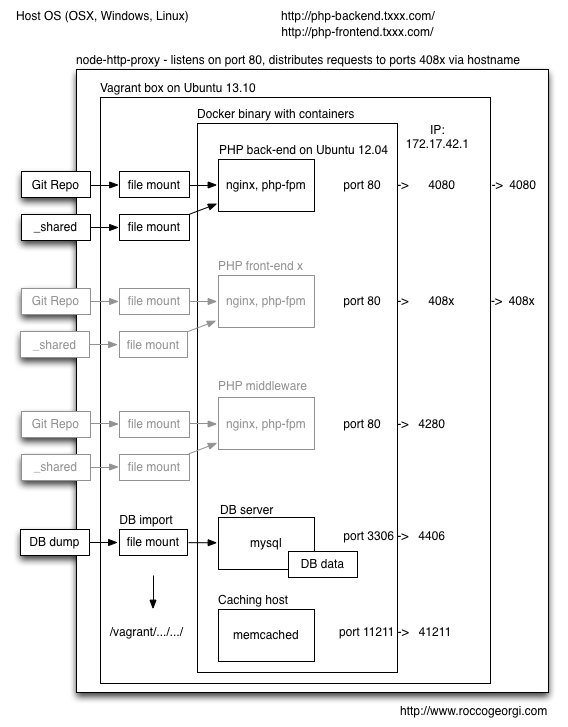 Host OS (OSX, Windows, Linux)
http://php-backend.txxx.com/
http://php-frontend.txxx.com/
node-http-proxy - listens on port 80, distributes requests to ports 408x via hostname
Vagrant box on Ubuntu 13.10
Docker binary with containers
IP:
172.17.42.1
PHP back-end on Ubuntu 12.04
Git Repo
file mount
nginx, php-fpm
port 80
->
4080
-> 4080
_shared
file mount
PHP front-end x
Git Repo
file mount
nginx, php-fpm
port 80
->
408x
-> 408x
_shared
file mount
PHP middleware
Git Repo
file mount
nginx, php-fpm
port 80
->
4280
_shared
file mount
DB import
DB server
DB dump
file mount
mysql
port 3306
->
4406
DB data
Caching host
/vagrant/.../.../
memcached
port 11211
->
41211
http://www.roccogeorgi.com